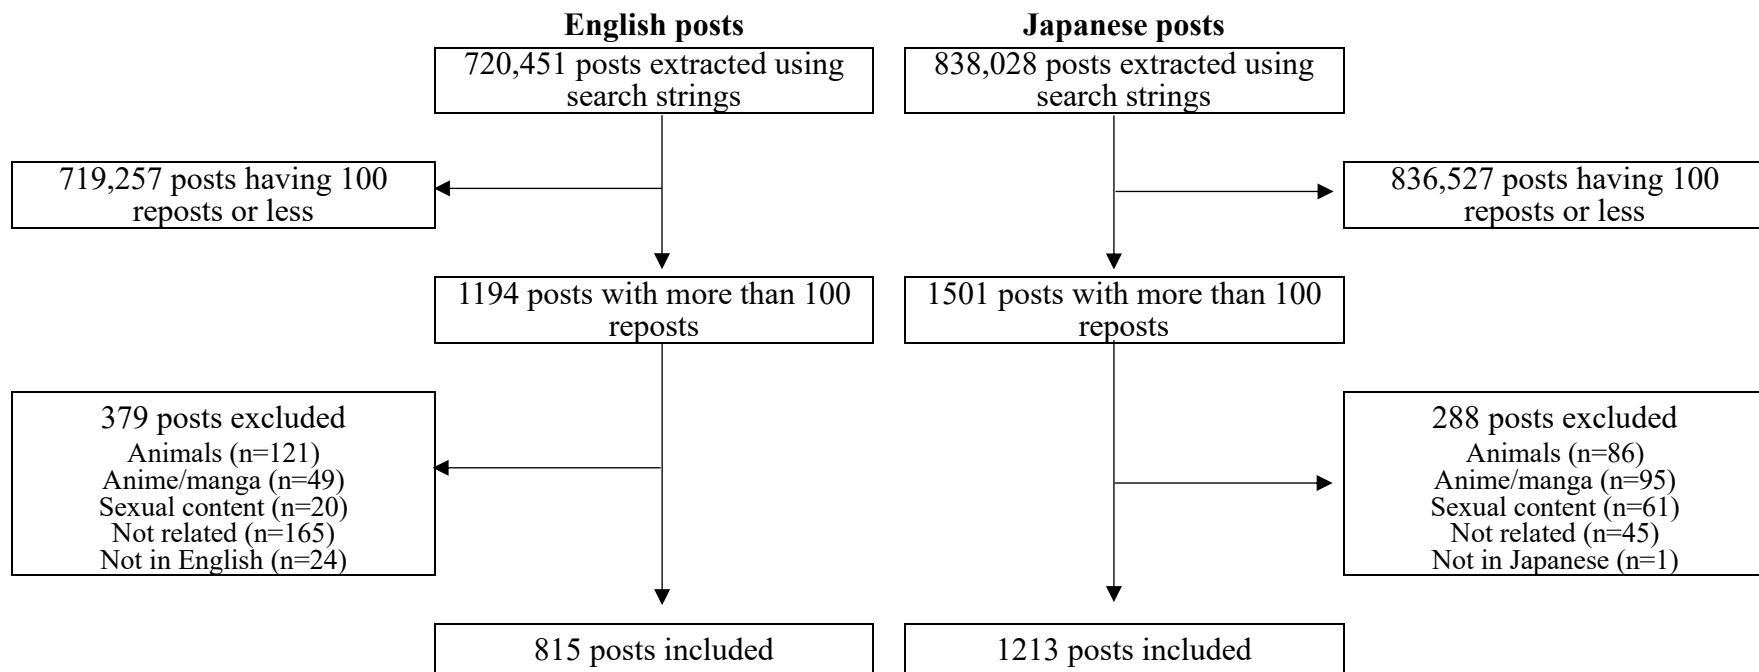 English posts
720,451 posts extracted using
search strings
719,257 posts having 100
reposts or less
1194 posts with more than 100
reposts
379 posts excluded
Animals (n=121)
Anime/manga (n=49)
Sexual content (n=20)
Not related (n=165)
Not in English (n=24)
815 posts included
Japanese posts
838,028 posts extracted using
search strings
836,527 posts having 100
reposts or less
1501 posts with more than 100
reposts
288 posts excluded
Animals (n=86)
Anime/manga (n=95)
Sexual content (n=61)
Not related (n=45)
Not in Japanese (n=1)
1213 posts included